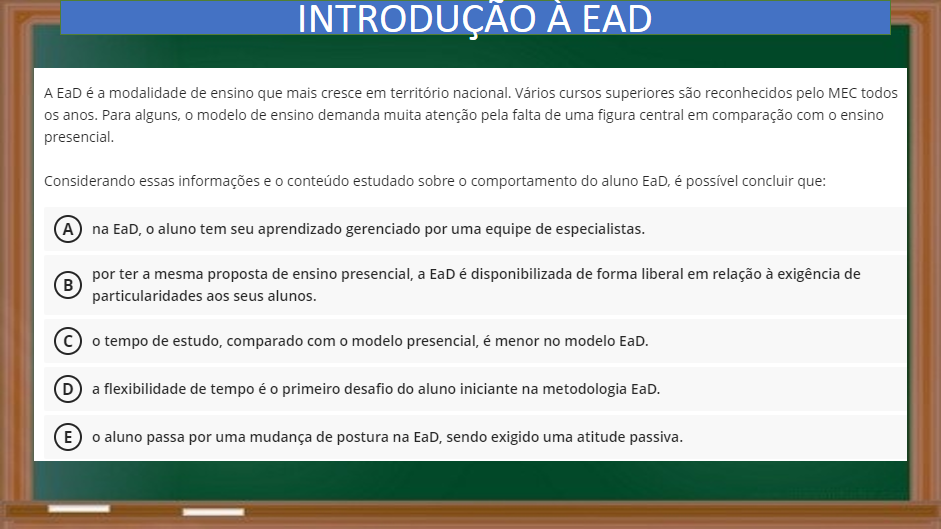 INTRODUÇÃO À EAD
A EaD é a modalidade de ensino que mais cresce em território nacional. Vários cursos superiores são reconhecidos pelo MEC todos
os anos. Para alguns, o modelo de ensino demanda muita atenção pela falta de uma figura central em comparação com o ensino
presencial.
Considerando essas informações e o conteúdo estudado sobre o comportamento do aluno EaD, é possível concluir que:
A na EaD, o aluno tem seu aprendizado gerenciado por uma equipe de especialistas.
B por ter a mesma proposta de ensino presencial, a EaD é disponibilizada de forma liberal em relação à exigência de
particularidades aos seus alunos.
C o tempo de estudo, comparado com o modelo presencial, é menor no modelo EaD.
D a flexibilidade de tempo é o primeiro desafio do aluno iniciante na metodologia EaD.
E o aluno passa por uma mudança de postura na EaD, sendo exigido uma atitude passiva.